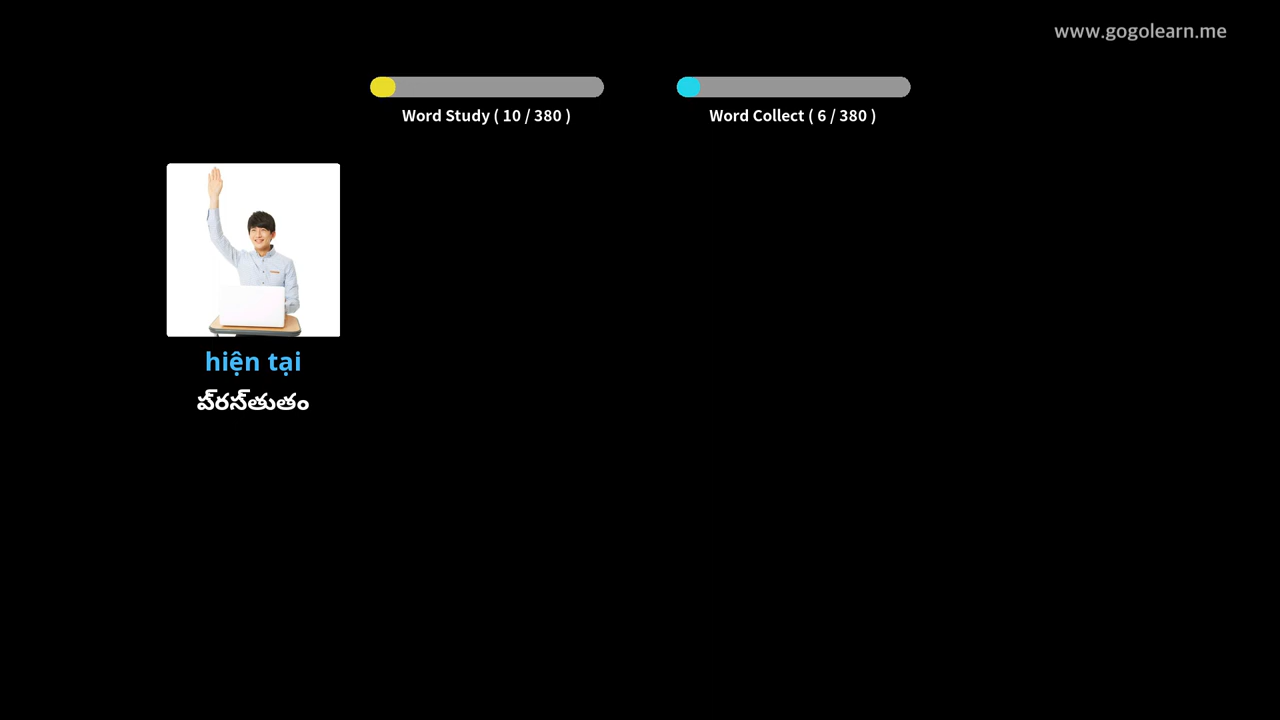 www.gogolearn.me
Word Study ( 10 / 380 )
Word Collect ( 6 / 380 )
hiện tại
ప్రస్తుతం